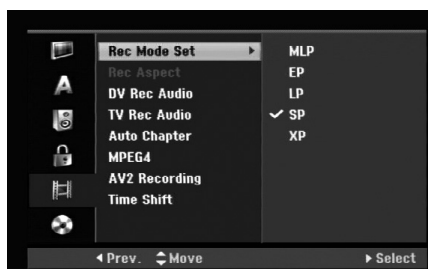 Rec Mode Set
Rec Aspect
DV Rec Audio
TV Rec Audio
Auto Chapter
MPEG4
AV2 Recording
Time Shift
MLP
EP
LP
SP
XP
A
Prev. Move Select